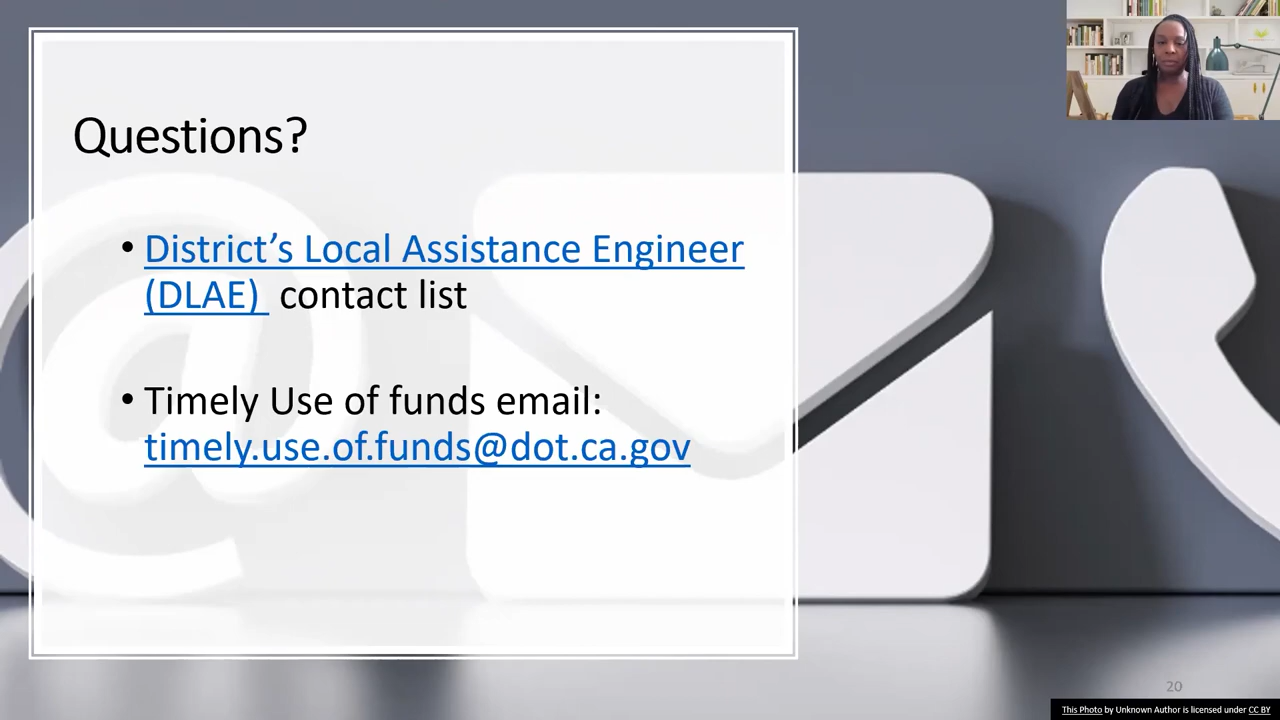 Questions?
• District’s Local Assistance Engineer
(DLAE) contact list
• Timely Use of funds email:
timely.use.of.funds@dot.ca.gov
20
This Photo by Unknown Author is licensed under CC BY